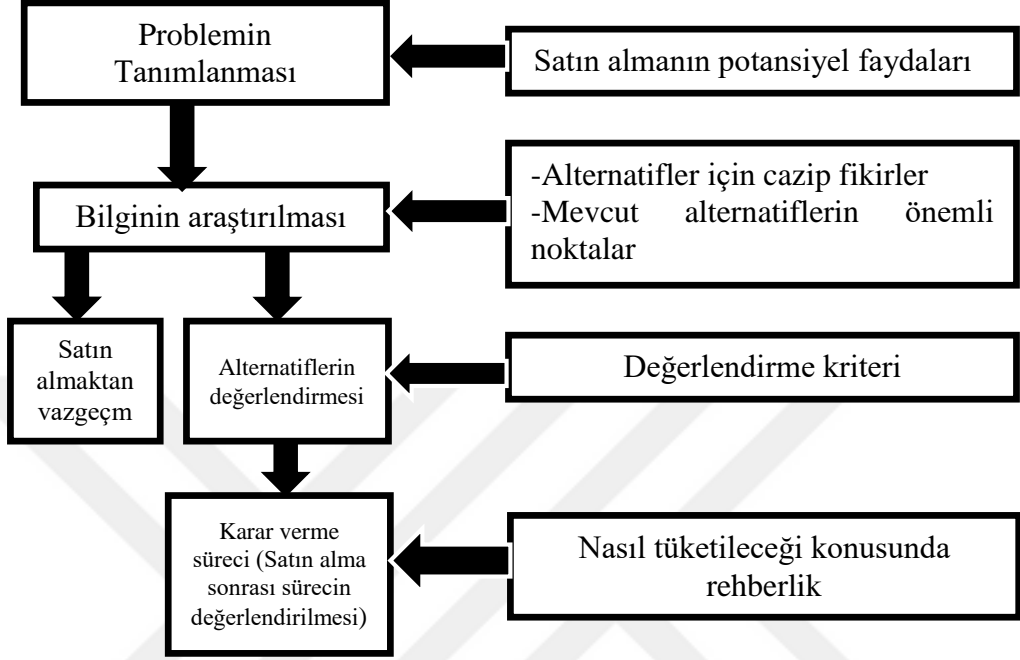 Problemin
Tanımlanması
Satın almanın potansiyel faydaları
Bilginin araştırılması
-Alternatifler için cazip fikirler
-Mevcut alternatiflerin önemli
noktalar
Satın
almaktan
vazgeçm
Alternatiflerin
değerlendirmesi
Değerlendirme kriteri
Karar verme
süreci (Satın alma
sonrası sürecin
değerlendirilmesi)
Nasıl tüketileceği konusunda
rehberlik